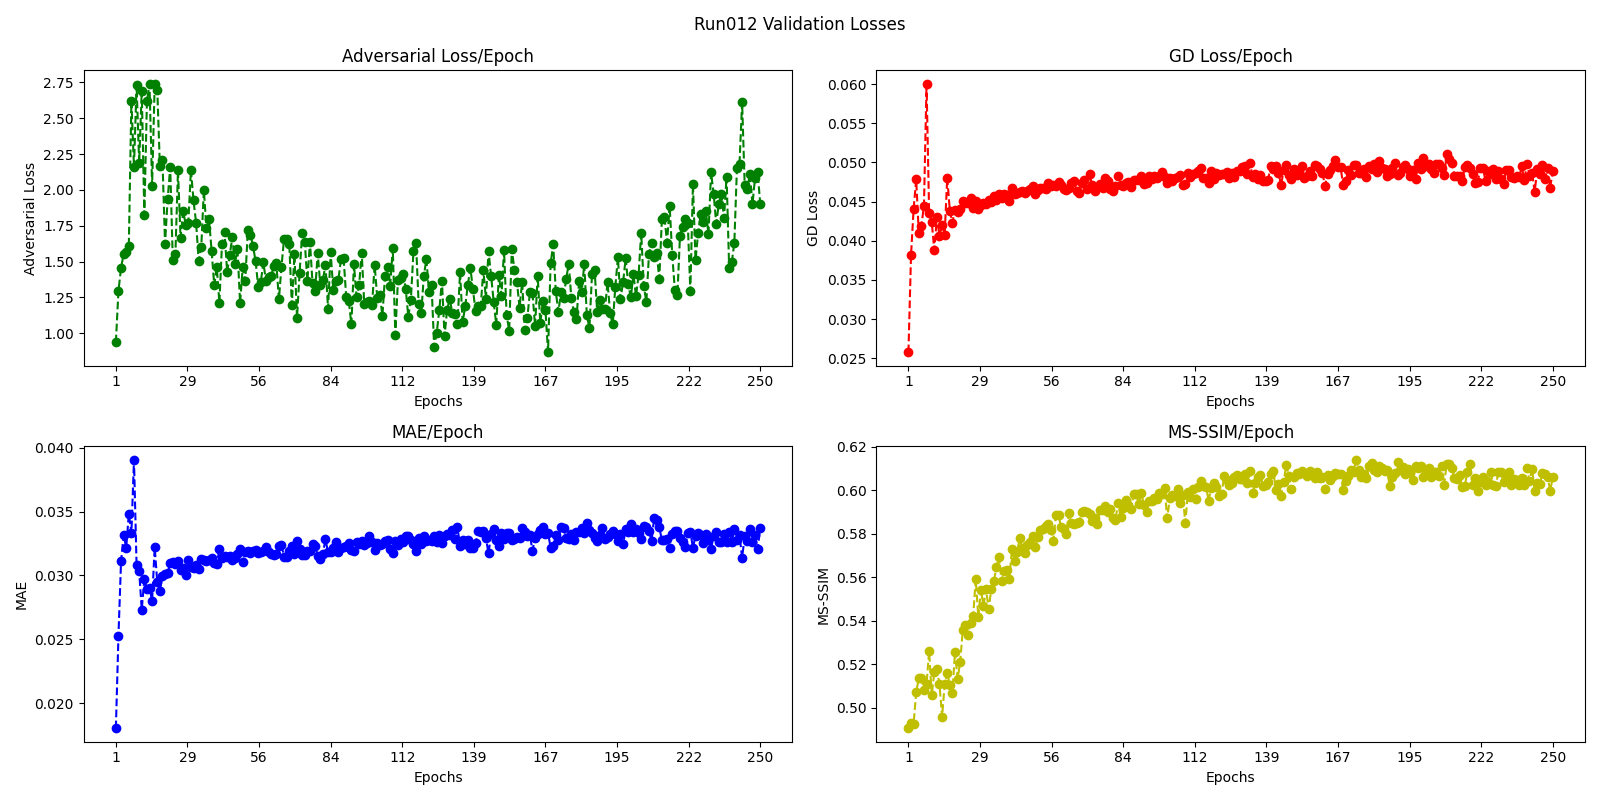 Run012 Validation Losses
Adversarial Loss/Epoch
Adversarial Loss
2.75
2.50
2.25
2.00
1.75
1.50
1.25
1.00
1 29 56 84 112 139 167 195 222 250
Epochs
GD Loss/Epoch
GD Loss
0.060
0.055
0.050
0.045
0.040
0.035
0.030
0.025
1 29 56 84 112 139 167 195 222 250
Epochs
MAE/Epoch
MAE
0.040
0.035
0.030
0.025
0.020
1 29 56 84 112 139 167 195 222 250
Epochs
MS-SSIM/Epoch
MS-SSIM
0.62
0.60
0.58
0.56
0.54
0.52
0.50
1 29 56 84 112 139 167 195 222 250
Epochs